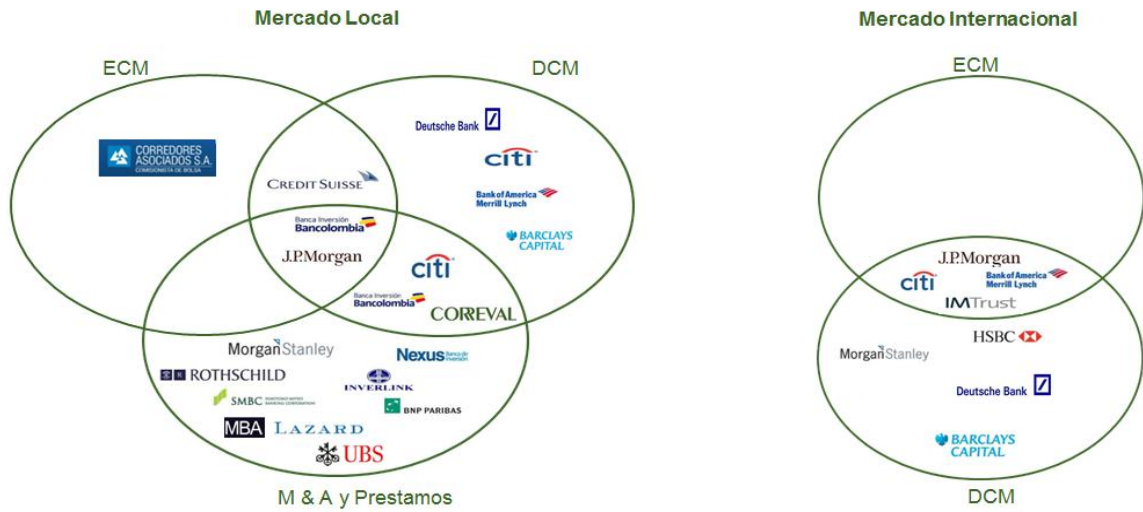 Mercado Local
ECM
DCM
CORREDORES
ASOCIADOS S.A.
COMISIONISTA DE BOLSA
Deutsche Bank
citi
CREDIT SUISSE
Bank of America
Merrill Lynch
Banca Inversión
Bancolombia
BARCLAYS
CAPITAL
J.P.Morgan
citi
Banca Inversión
Bancolombia
CORREVAL
Morgan Stanley
Nexus Banca de Inversión
ROTHSCHILD
INVERLINK
SMBC
BNP PARIBAS
MBA LAZARD
UBS
M & A y Prestamos
Mercado Internacional
ECM
J.P.Morgan
citi
Bank of America
Merrill Lynch
IMTrust
HSBC
Morgan Stanley
Deutsche Bank
BARCLAYS
CAPITAL
DCM